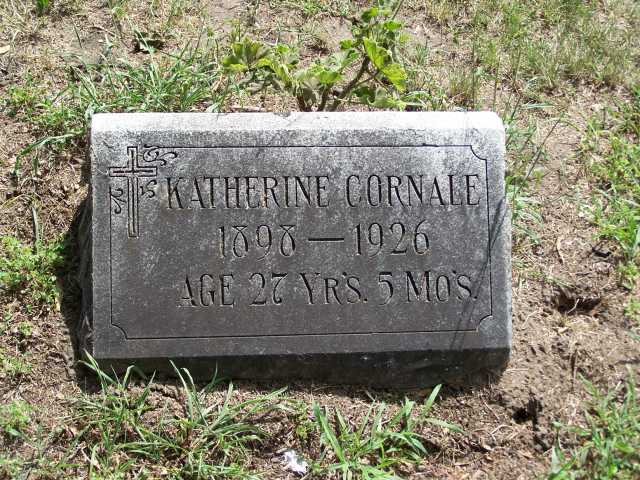 KATHERINE CORNALE
1898 — 1926
AGE 27 YR'S. 5 MO'S.